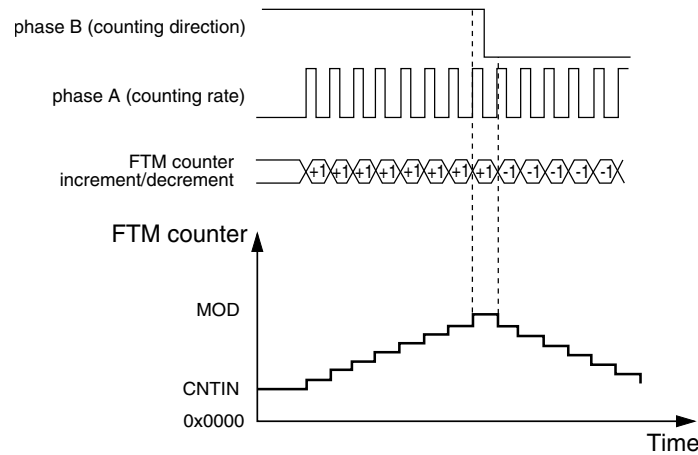 phase B (counting direction)
phase A (counting rate)
FTM counter
increment/decrement
+1 +1 +1 +1 +1 +1 +1 +1 -1 -1 -1 -1 -1
FTM counter
MOD
CNTIN
0x0000
Time